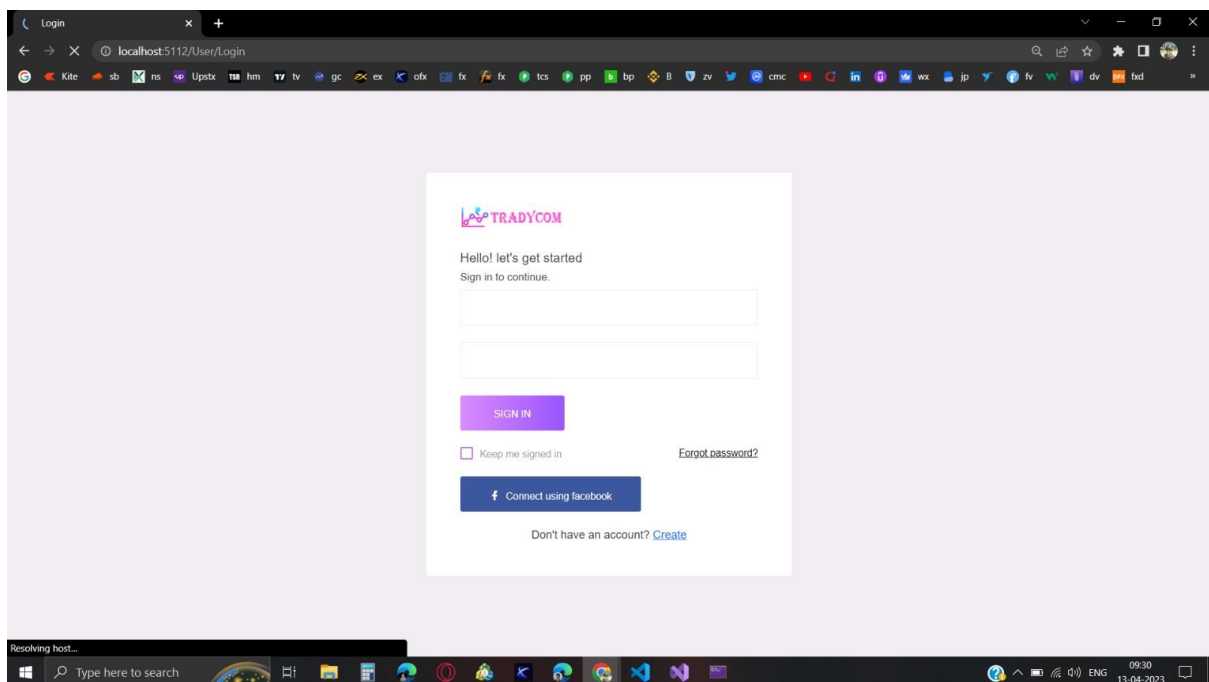 Login
localhost:5112/User/Login
Kite sb ns up Upstx hm tv gc ex ofx fx fx tcs pp b bp B zv cmc in wx jp fv dv fxd »
TRADYCOM
Hello! let's get started
Sign in to continue.
SIGN IN
Keep me signed in
Forgot password?
f Connect using facebook
Don't have an account? Create
Resolving host...
Type here to search
ENG
09:30
13-04-2023